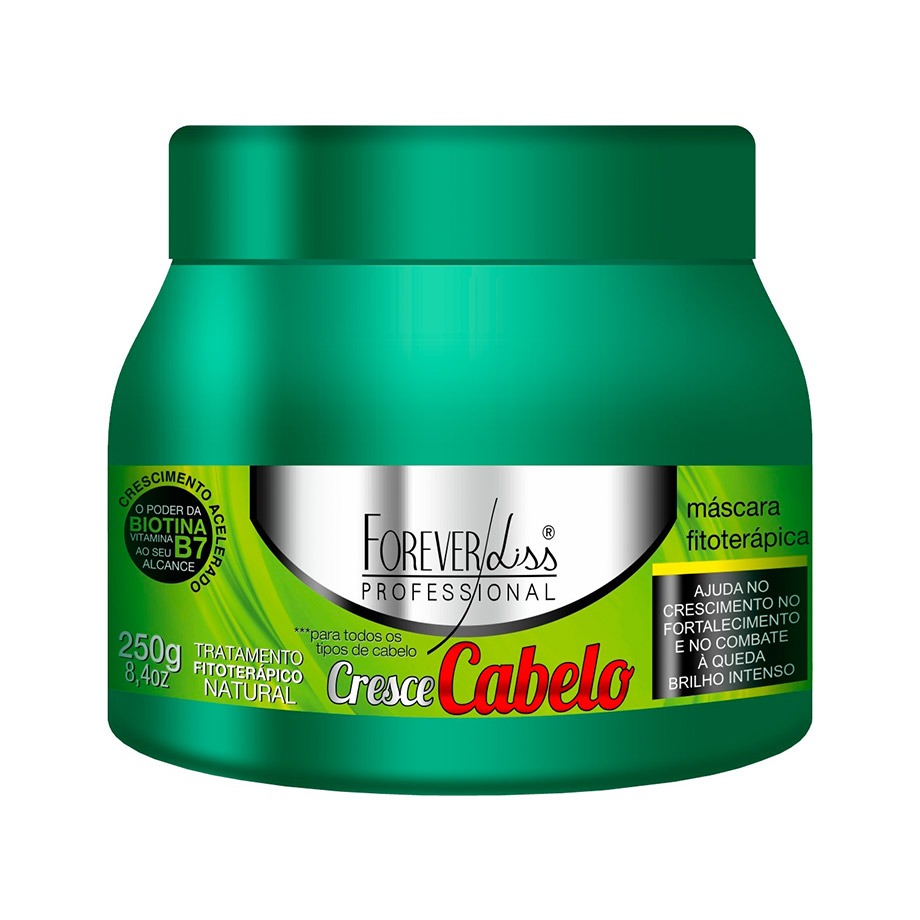 CRESCIMENTO ACELERADO
O PODER DA
BIOTINA
VITAMINA B7
AO SEU
ALCANCE
250g
8,4oz
TRATAMENTO
FITOTERÁPICO
NATURAL
FOREVER Liss®
PROFESSIONAL
***para todos os
tipos de cabelo
Cresce Cabelo
máscara
fitoterápica
AJUDA NO
CRESCIMENTO NO
FORTALECIMENTO
E NO COMBATE
À QUEDA
BRILHO INTENSO